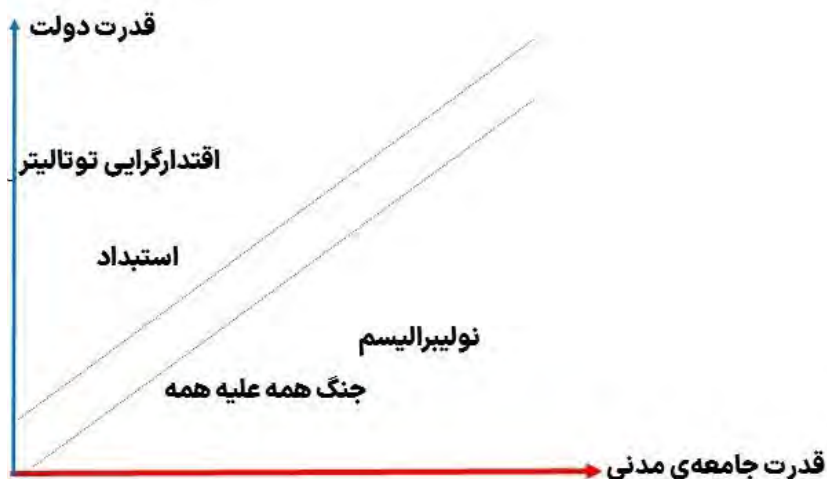 قدرت دولت
اقتدارگرایی توتالیتر
استبداد
نولیبرالیسم
جنگ همه علیه همه
قدرت جامعه‌ی مدنی